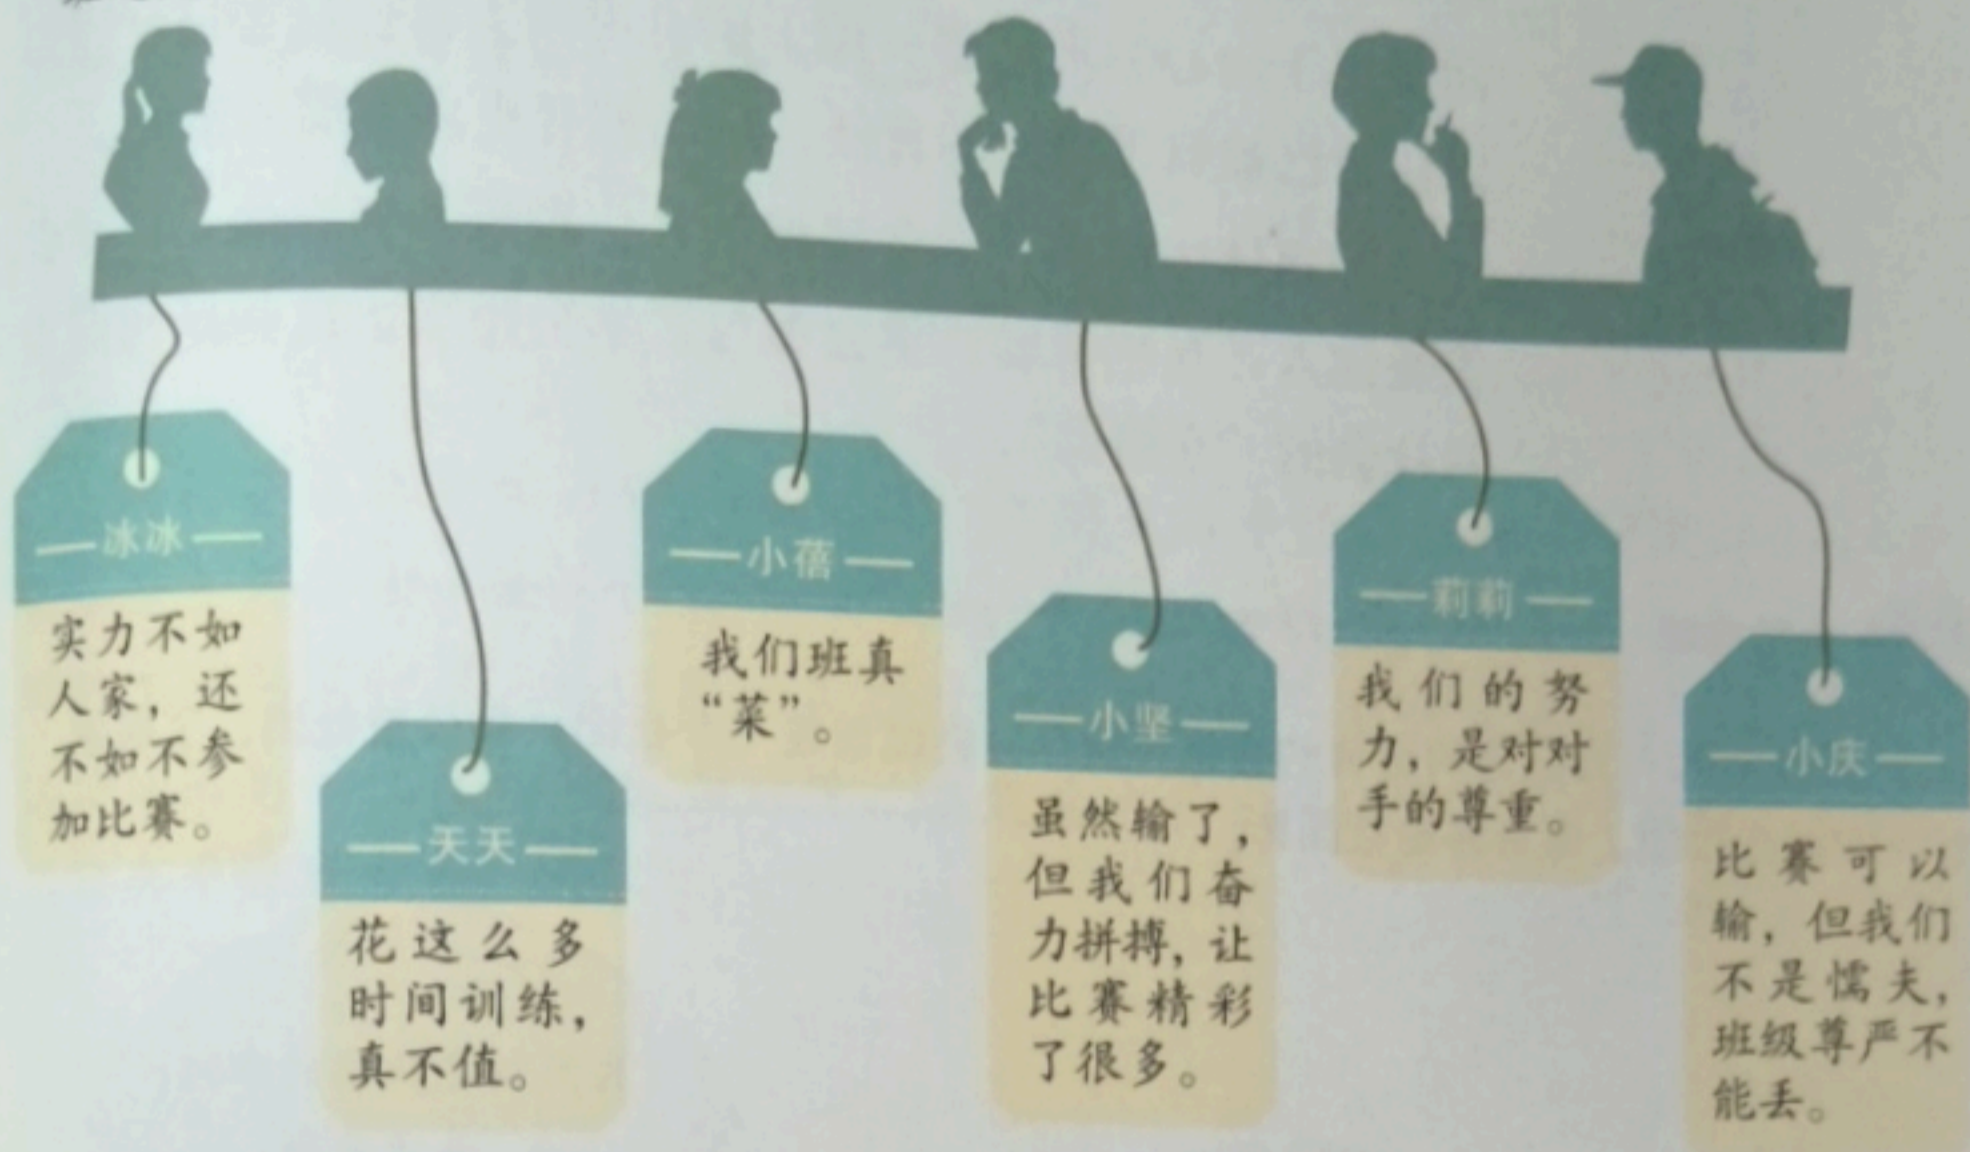 冰冰
实力不如
人家，还
不如不参
加比赛。
天天
花这么多
时间训练，
真不值。
小蓓
我们班真
“菜”。
小坚
虽然输了，
但我们奋
力拼搏，让
比赛精彩
了很多。
莉莉
我们的努
力，是对对
手的尊重。
小庆
比赛可以
输，但我们
不是懦夫，
班级尊严不
能丢。